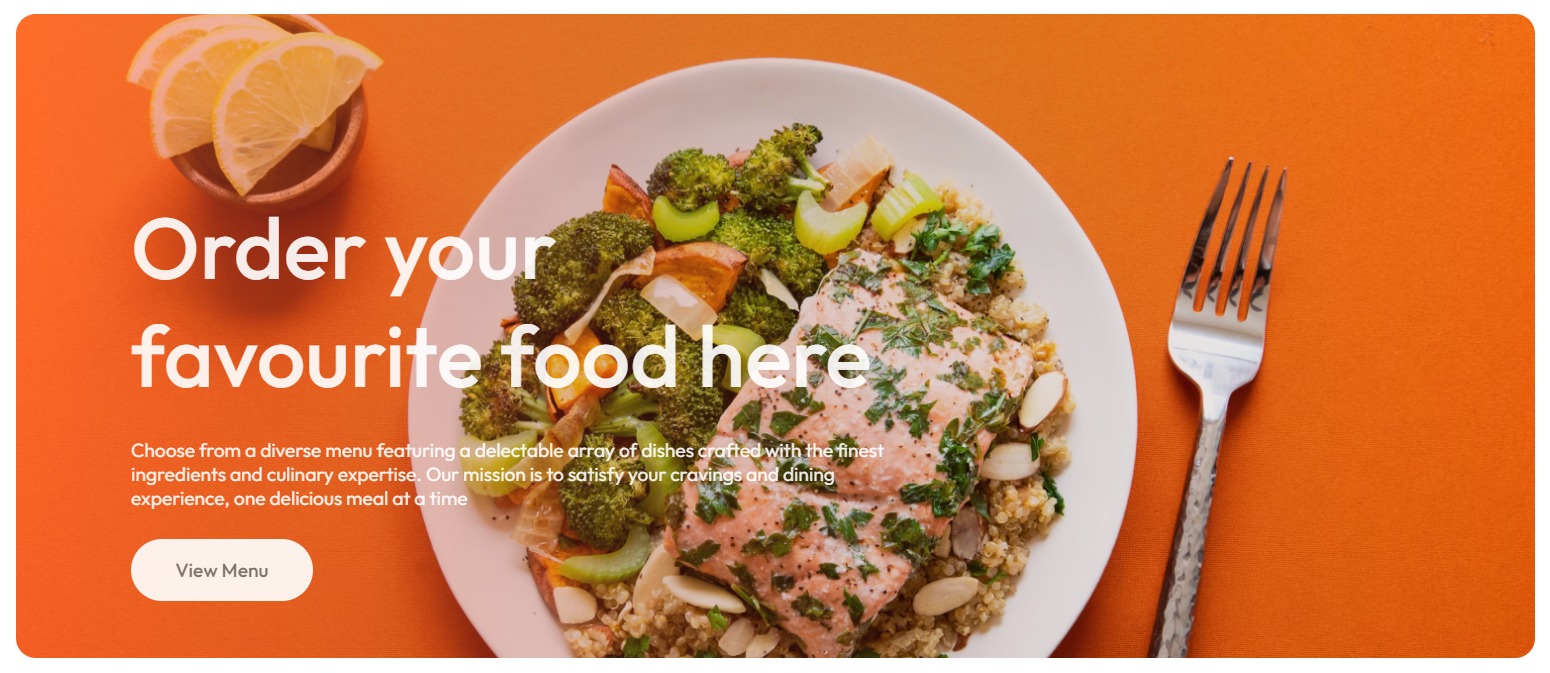 Order your
favourite food here
Choose from a diverse menu featuring a delectable array of dishes crafted with the finest
ingredients and culinary expertise. Our mission is to satisfy your cravings and dining
experience, one delicious meal at a time
View Menu